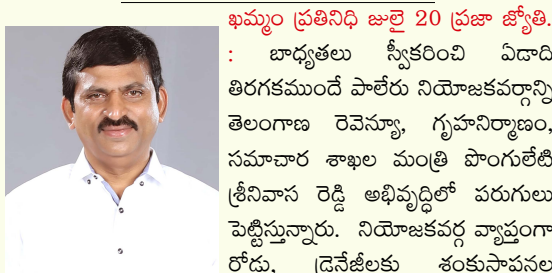 ఖమ్మం ప్రతినిధి జులై 20 ప్రజా జ్యోతి.
: బాధ్యతలు స్వీకరించి ఏడాది
తిరగకముందే పాలేరు నియోజకవర్గాన్ని
తెలంగాణ రెవెన్యూ, గృహనిర్మాణం,
సమాచార శాఖల మంత్రి పొంగులేటి
శ్రీనివాస రెడ్డి అభివృద్ధిలో పరుగులు
పెట్టిస్తున్నారు. నియోజకవర్గ వ్యాప్తంగా
రోడ్లు, డ్రైనేజీలకు శంకుస్థాపనల